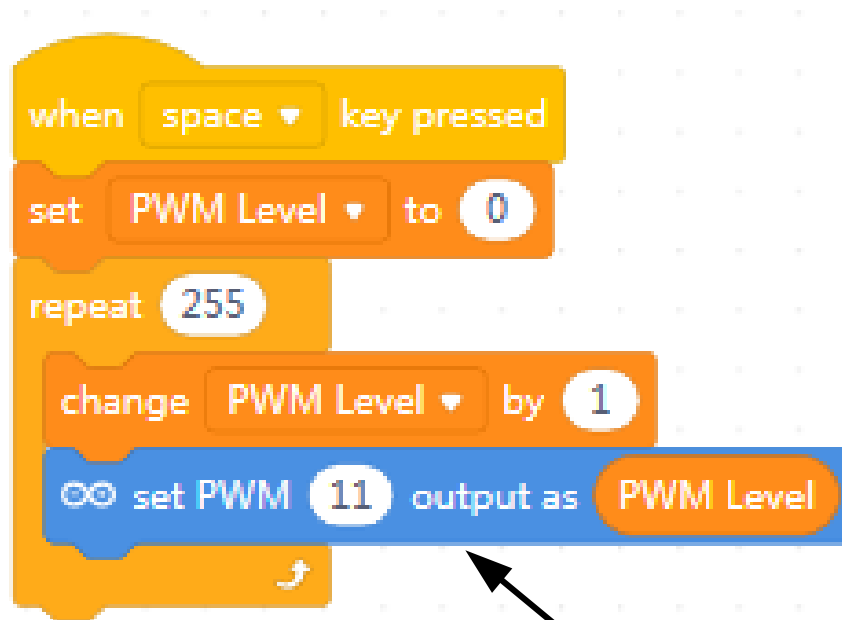 when space key pressed
set PWM Level to 0
repeat 255
change PWM Level by 1
set PWM 11 output as PWM Level